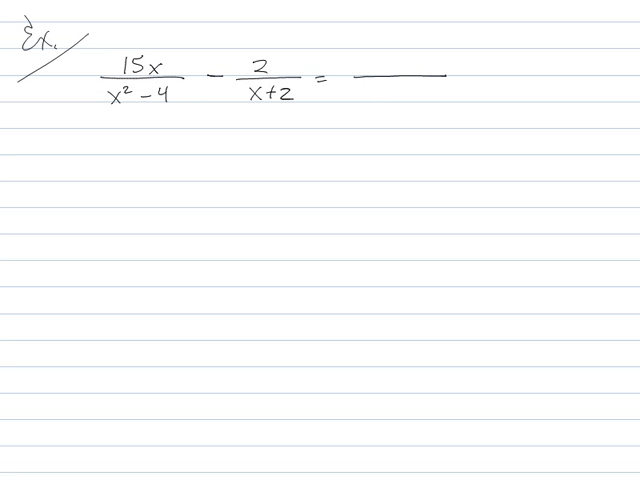 Ex.
15x / x² - 4 - 2 / x+2 = ____